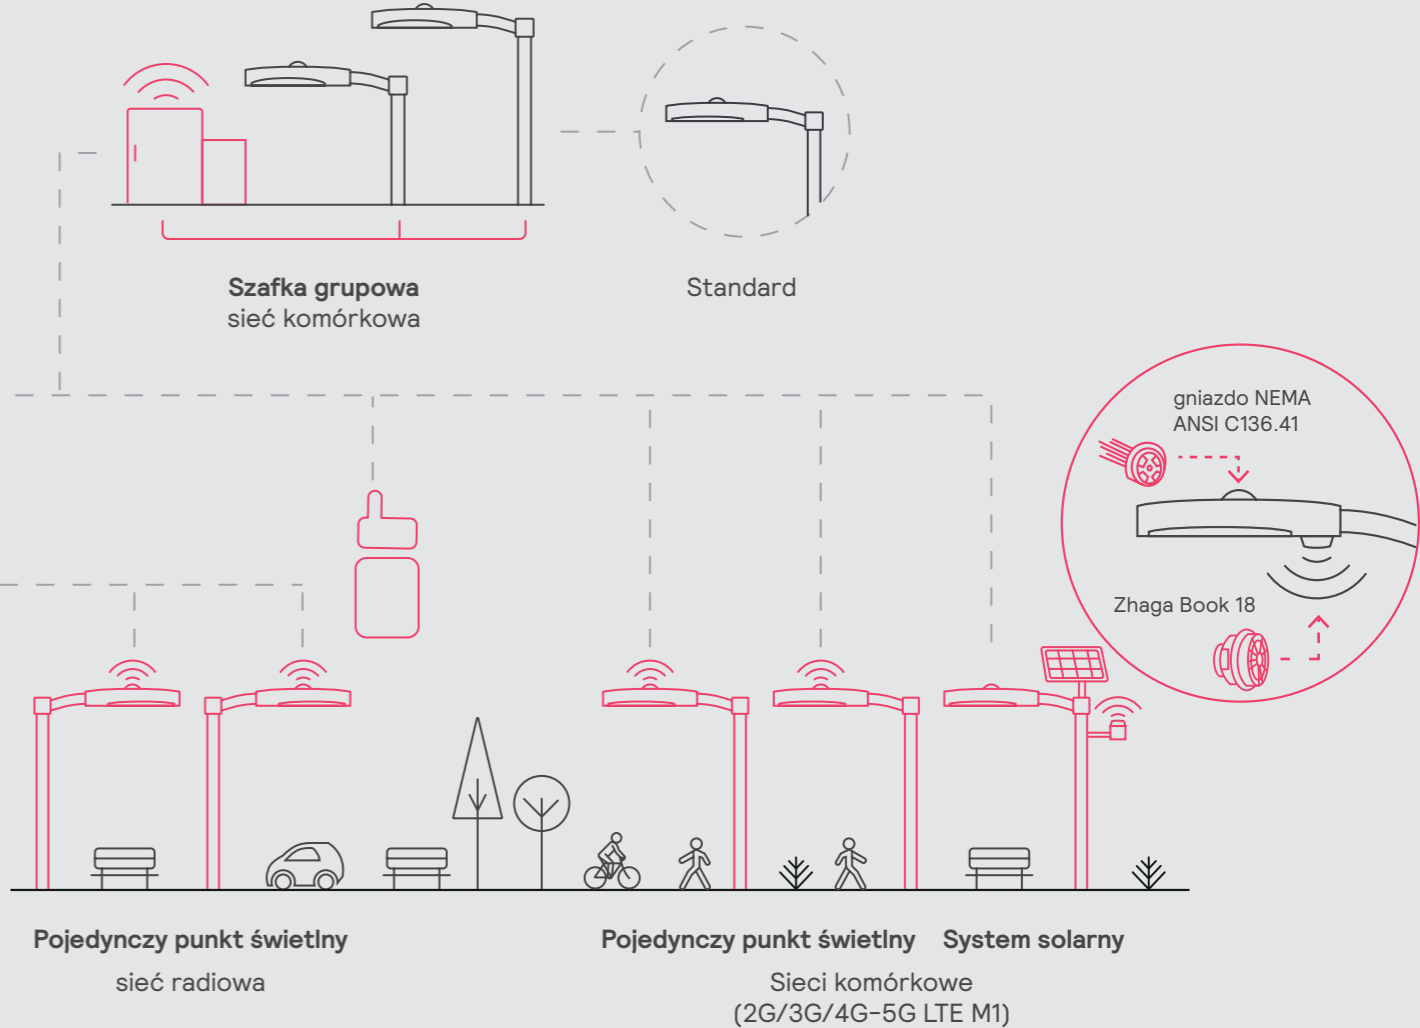 Szafka grupowa
sieć komórkowa
Standard
gniazdo NEMA
ANSI C136.41
Zhaga Book 18
Pojedynczy punkt świetlny
sieć radiowa
Pojedynczy punkt świetlny
System solarny
Sieci komórkowe
(2G/3G/4G-5G LTE M1)